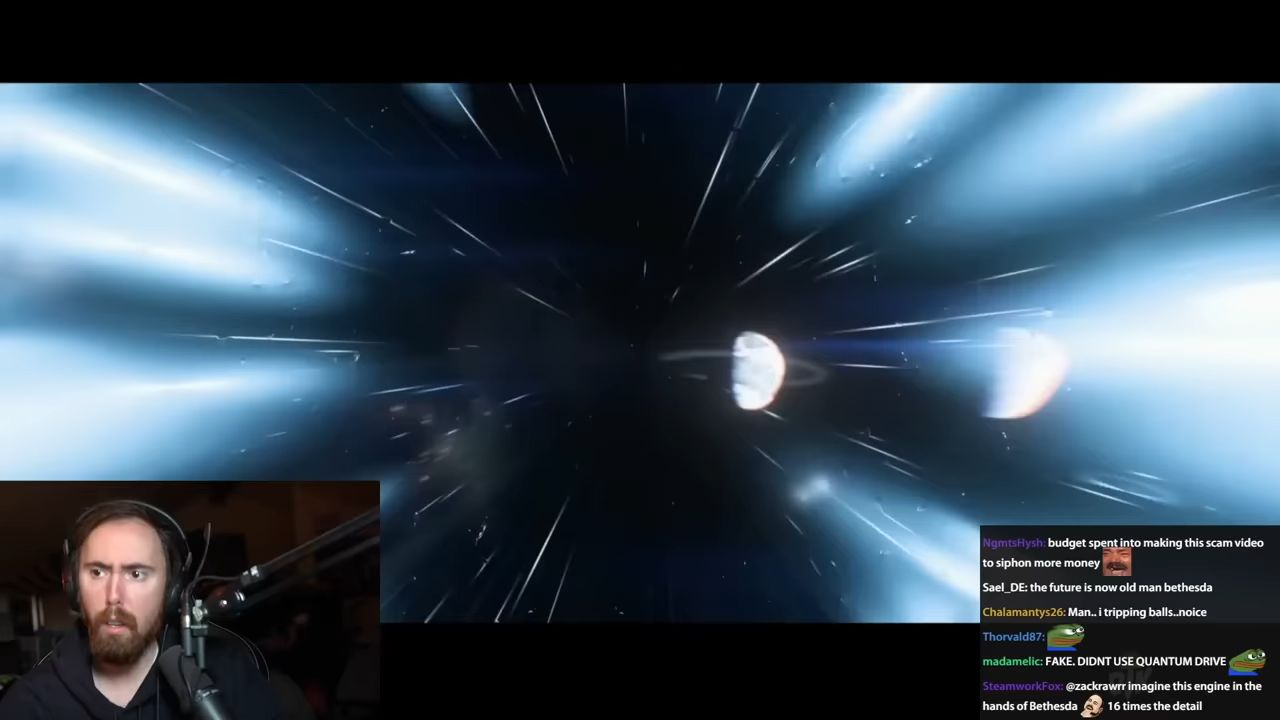 NgmtsHysh: budget spent into making this scam video
to siphon more money
Sael_DE: the future is now old man bethesda
Chalamantys26: Man.. i tripping balls..noice
Thorvald87:
madamelic: FAKE. DIDNT USE QUANTUM DRIVE
SteamworkFox: @zackrawrr imagine this engine in the
hands of Bethesda 16 times the detail